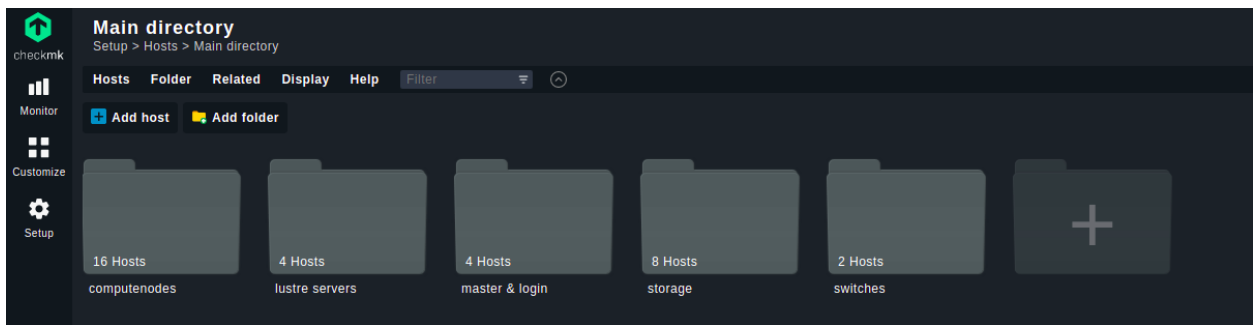 Main directory
Setup > Hosts > Main directory
checkmk
Hosts Folder Related Display Help Filter
Monitor
Add host Add folder
Customize
Setup
16 Hosts 4 Hosts 4 Hosts 8 Hosts 2 Hosts
computenodes lustre servers master & login storage switches